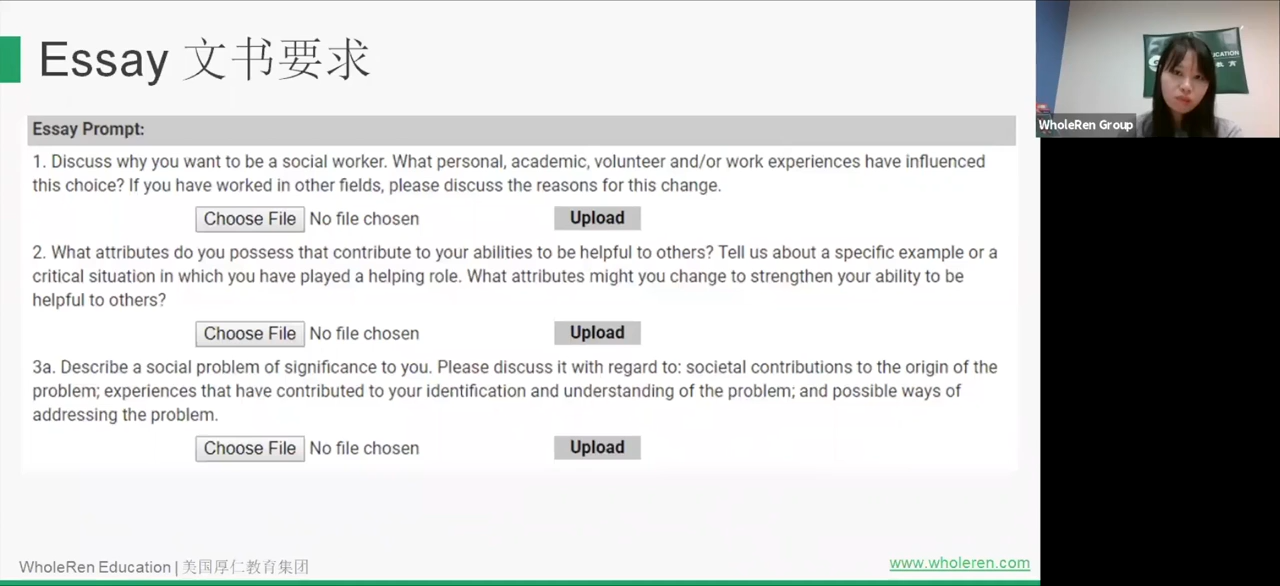 Essay 文书要求
Essay Prompt:
1. Discuss why you want to be a social worker. What personal, academic, volunteer and/or work experiences have influenced
this choice? If you have worked in other fields, please discuss the reasons for this change.
Choose File No file chosen Upload
2. What attributes do you possess that contribute to your abilities to be helpful to others? Tell us about a specific example or a
critical situation in which you have played a helping role. What attributes might you change to strengthen your ability to be
helpful to others?
Choose File No file chosen Upload
3a. Describe a social problem of significance to you. Please discuss it with regard to: societal contributions to the origin of the
problem; experiences that have contributed to your identification and understanding of the problem; and possible ways of
addressing the problem.
Choose File No file chosen Upload
WholeRen Education | 美国厚仁教育集团
www.wholeren.com
WholeRen Group